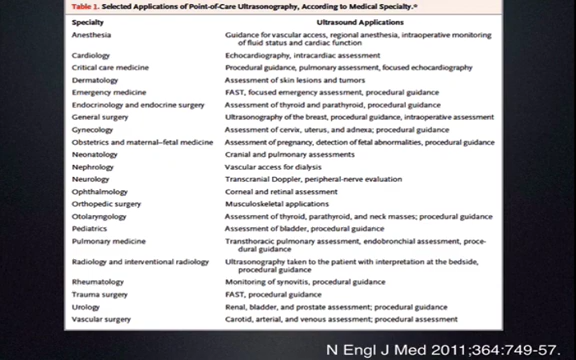 Table 1. Selected Applications of Point-of-Care Ultrasonography, According to Medical Specialty.*
Specialty Ultrasound Applications
Anesthesia Guidance for vascular access, regional anesthesia, intraoperative monitoring
of fluid status and cardiac function
Cardiology Echocardiography, intracardiac assessment
Critical care medicine Procedural guidance, pulmonary assessment, focused echocardiography
Dermatology Assessment of skin lesions and tumors
Emergency medicine FAST, focused emergency assessment, procedural guidance
Endocrinology and endocrine surgery Assessment of thyroid and parathyroid, procedural guidance
General surgery Ultrasonography of the breast, procedural guidance, intraoperative assessment
Gynecology Assessment of cervix, uterus, and adnexa; procedural guidance
Obstetrics and maternal–fetal medicine Assessment of pregnancy, detection of fetal abnormalities, procedural guidance
Neonatology Cranial and pulmonary assessments
Nephrology Vascular access for dialysis
Neurology Transcranial Doppler, peripheral-nerve evaluation
Ophthalmology Corneal and retinal assessment
Orthopedic surgery Musculoskeletal applications
Otolaryngology Assessment of thyroid, parathyroid, and neck masses; procedural guidance
Pediatrics Assessment of bladder, procedural guidance
Pulmonary medicine Transthoracic pulmonary assessment, endobronchial assessment, proce-
dural guidance
Radiology and interventional radiology Ultrasonography taken to the patient with interpretation at the bedside,
procedural guidance
Rheumatology Monitoring of synovitis, procedural guidance
Trauma surgery FAST, procedural guidance
Urology Renal, bladder, and prostate assessment; procedural guidance
Vascular surgery Carotid, arterial, and venous assessment; procedural assessment
N Engl J Med 2011;364:749-57.